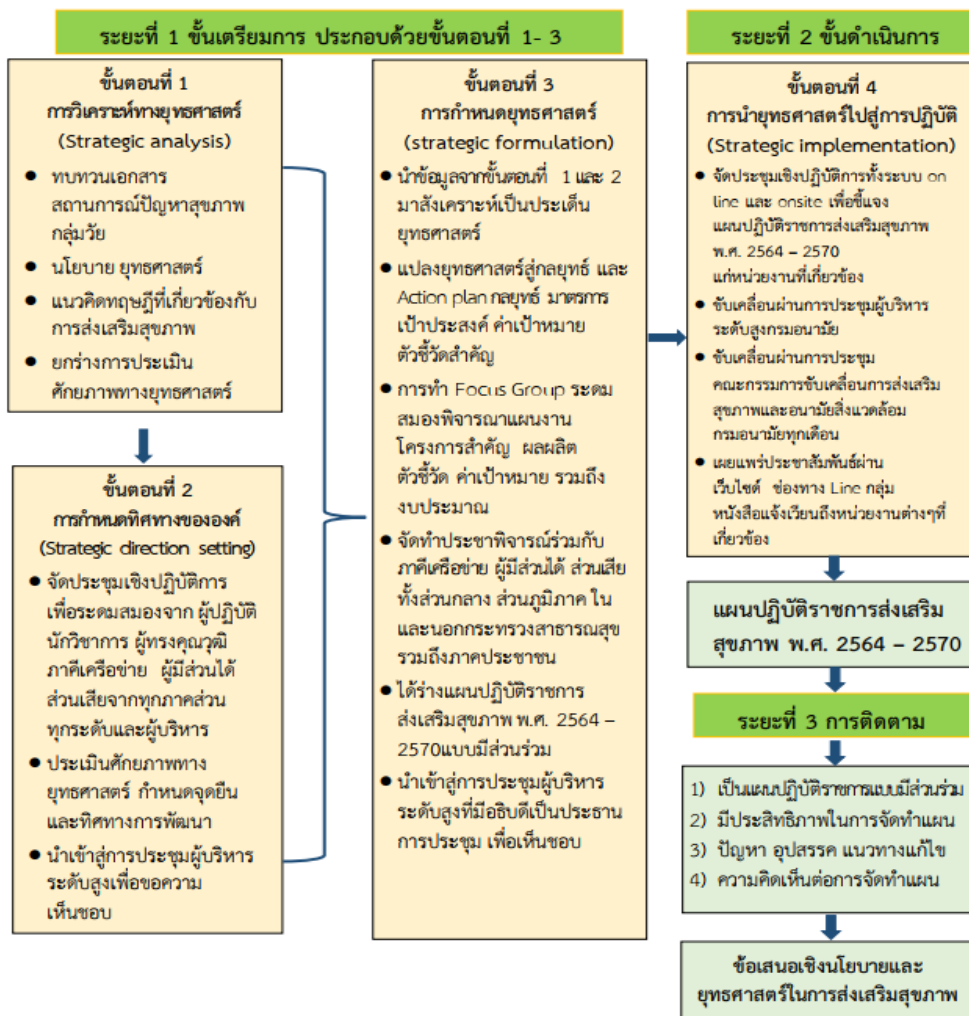 ระยะที่ 1 ขั้นเตรียมการ ประกอบด้วยขั้นตอนที่ 1- 3
ขั้นตอนที่ 1
การวิเคราะห์ทางยุทธศาสตร์
(Strategic analysis)
● ทบทวนเอกสาร
สถานการณ์ปัญหาสุขภาพ
กลุ่มวัย
● นโยบาย ยุทธศาสตร์
● แนวคิดทฤษฎีที่เกี่ยวข้องกับ
การส่งเสริมสุขภาพ
● ยกร่างการประเมิน
ศักยภาพทางยุทธศาสตร์
ขั้นตอนที่ 2
การกำหนดทิศทางขององค์
(Strategic direction setting)
● จัดประชุมเชิงปฏิบัติการ
เพื่อระดมสมองจาก ผู้ปฏิบัติ
นักวิชาการ ผู้ทรงคุณวุฒิ
ภาคีเครือข่าย ผู้มีส่วนได้
ส่วนเสียจากทุกภาคส่วน
ทุกระดับและผู้บริหาร
● ประเมินศักยภาพทาง
ยุทธศาสตร์ กำหนดจุดยืน
และทิศทางการพัฒนา
● นำเข้าสู่การประชุมผู้บริหาร
ระดับสูงเพื่อขอความ
เห็นชอบ
ขั้นตอนที่ 3
การกำหนดยุทธศาสตร์
(strategic formulation)
● นำข้อมูลจากขั้นตอนที่ 1 และ 2
มาสังเคราะห์เป็นประเด็น
ยุทธศาสตร์
● แปลงยุทธศาสตร์สู่กลยุทธ์ และ
Action plan กลยุทธ์ มาตรการ
เป้าประสงค์ ค่าเป้าหมาย
ตัวชี้วัดสำคัญ
● การทำ Focus Group ระดม
สมองพิจารณาแผนงาน
โครงการสำคัญ ผลผลิต
ตัวชี้วัด ค่าเป้าหมาย รวมถึง
งบประมาณ
● จัดทำประชาพิจารณ์ร่วมกับ
ภาคีเครือข่าย ผู้มีส่วนได้ ส่วนเสีย
ทั้งส่วนกลาง ส่วนภูมิภาค ใน
และนอกกระทรวงสาธารณสุข
รวมถึงภาคประชาชน
● ได้ร่างแผนปฏิบัติราชการ
ส่งเสริมสุขภาพ พ.ศ. 2564 –
2570แบบมีส่วนร่วม
● นำเข้าสู่การประชุมผู้บริหาร
ระดับสูงที่มีอธิบดีเป็นประธาน
การประชุม เพื่อเห็นชอบ
ระยะที่ 2 ขั้นดำเนินการ
ขั้นตอนที่ 4
การนำยุทธศาสตร์ไปสู่การปฏิบัติ
(Strategic implementation)
● จัดประชุมเชิงปฏิบัติการทั้งระบบ on
line และ onsite เพื่อชี้แจง
แผนปฏิบัติราชการส่งเสริมสุขภาพ
พ.ศ. 2564 – 2570
แก่หน่วยงานที่เกี่ยวข้อง
● ขับเคลื่อนผ่านการประชุมผู้บริหาร
ระดับสูงกรมอนามัย
● ขับเคลื่อนผ่านการประชุม
คณะกรรมการขับเคลื่อนการส่งเสริม
สุขภาพและอนามัยสิ่งแวดล้อม
กรมอนามัยทุกเดือน
● เผยแพร่ประชาสัมพันธ์ผ่าน
เว็บไซต์ ช่องทาง Line กลุ่ม
หนังสือแจ้งเวียนถึงหน่วยงานต่างๆที่
เกี่ยวข้อง
แผนปฏิบัติราชการส่งเสริม
สุขภาพ พ.ศ. 2564 – 2570
ระยะที่ 3 การติดตาม
1) เป็นแผนปฏิบัติราชการแบบมีส่วนร่วม
2) มีประสิทธิภาพในการจัดทำแผน
3) ปัญหา อุปสรรค แนวทางแก้ไข
4) ความคิดเห็นต่อการจัดทำแผน
ข้อเสนอเชิงนโยบายและ
ยุทธศาสตร์ในการส่งเสริมสุขภาพ